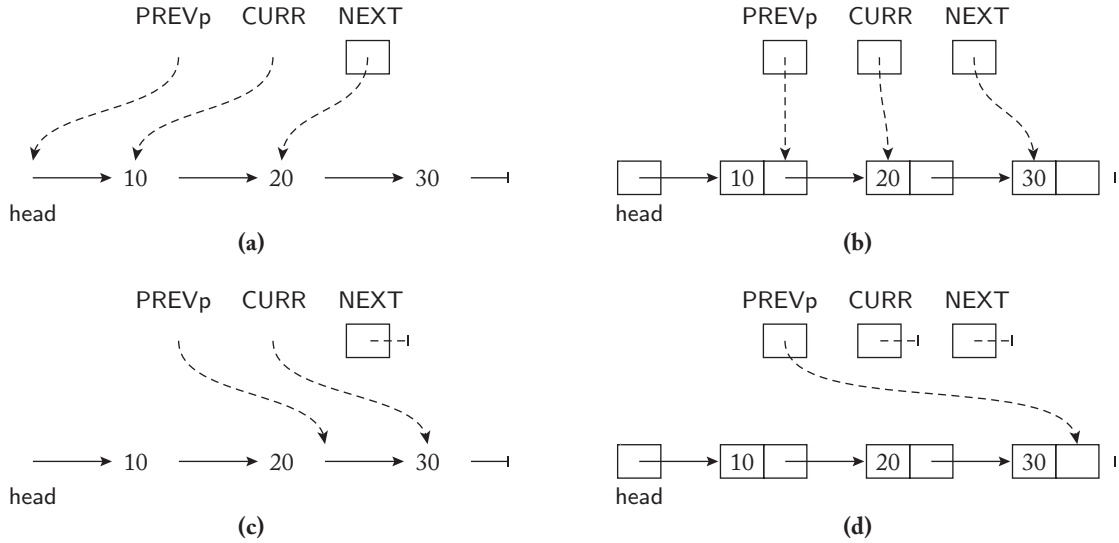 PREVp CURR NEXT
10 20 30
head
(a)
PREVp CURR NEXT
10 20 30
head
(b)
PREVp CURR NEXT
10 20 30
head
(c)
PREVp CURR NEXT
10 20 30
head
(d)